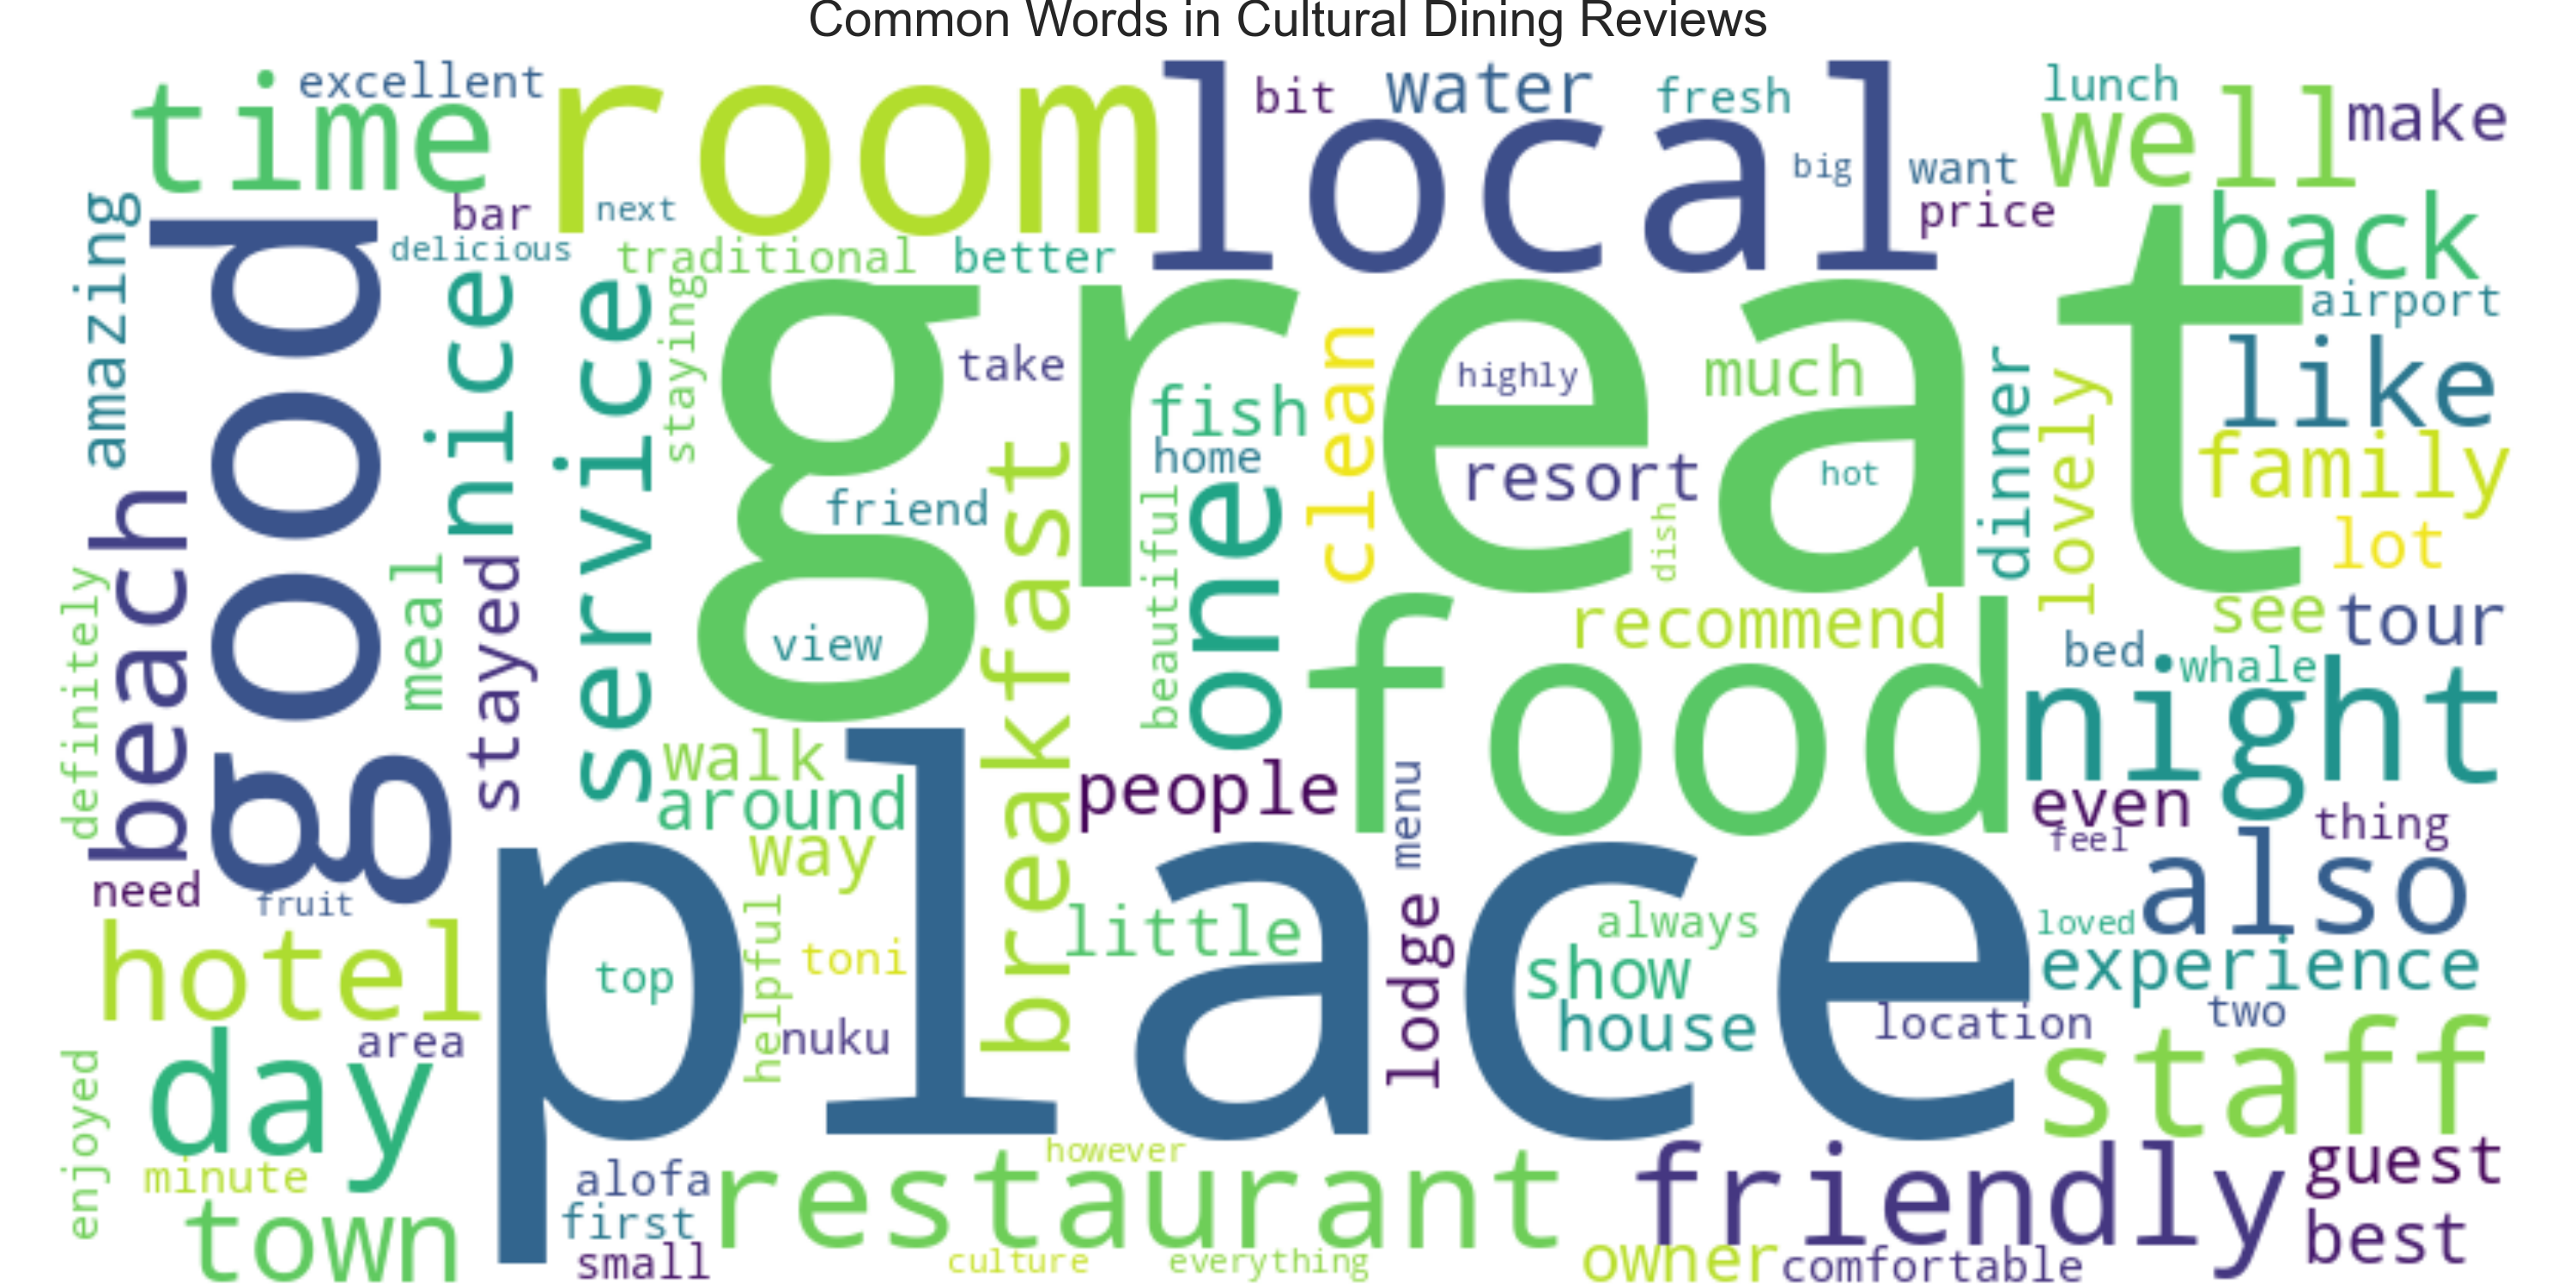 Common Words in Cultural Dining Reviews
excellent
time
room
local
bit
water
fresh
lunch
well
make
big
want
price
bar
next
delicious
traditional
better
back
airport
amazing
good
nice
service
staying
great
take
fish
home
clean
highly
much
resort
hot
dish
dinner
lovely
like
family
lot
friend
view
breakfast
beautiful
one
recommend
see
tour
bed
whale
food
night
beach
definitely
meal
stayed
walk
around
way
people
menu
even
feel
thing
also
need
fruit
place
hotel
top
helpful
toni
nuku
little
lodge
always
show
house
loved
experience
location
two
area
day
staff
enjoyed
minute
town
alofa
first
small
however
restaurant
culture
everything
friendly
owner
comfortable
guest
best